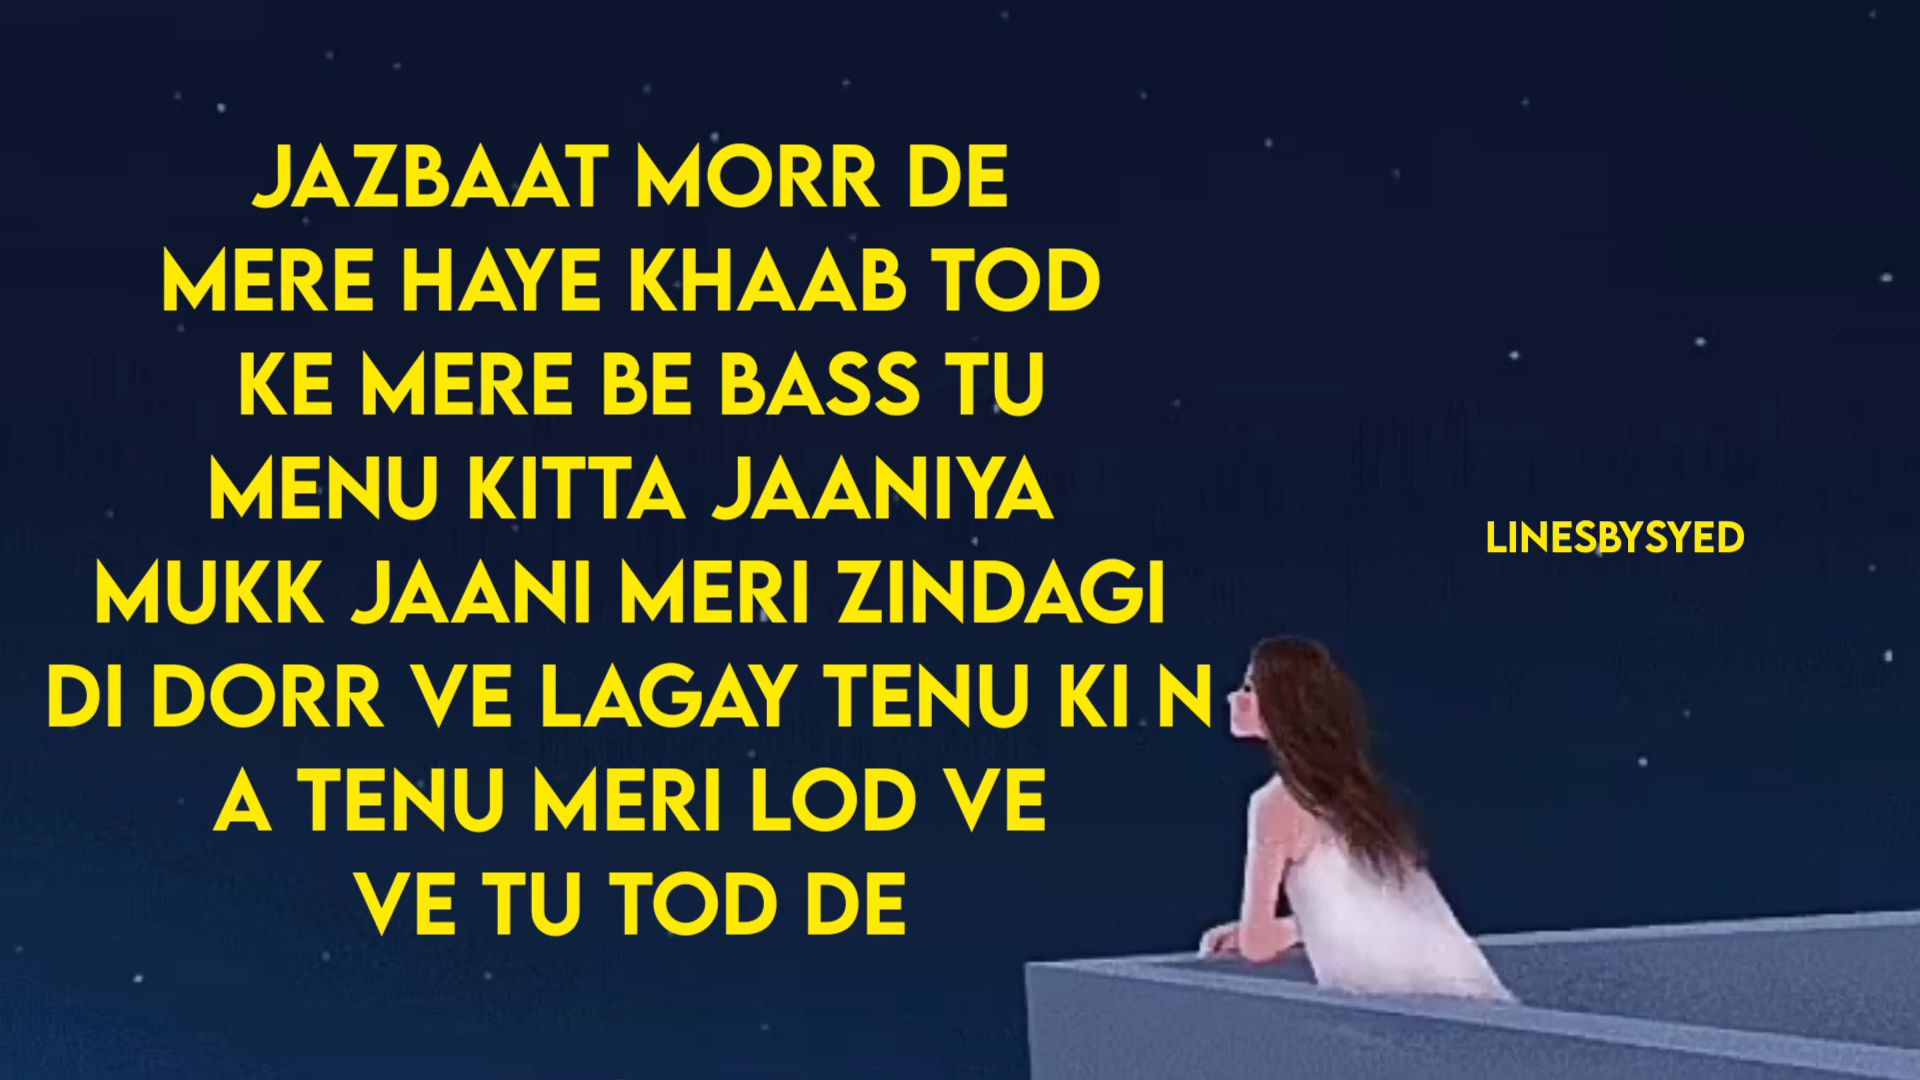 JAZBAAT MORR DE
MERE HAYE KHAAB TOD
KE MERE BE BASS TU
MENU KITTA JAANIYA
MUKK JAANI MERI ZINDAGI
DI DORR VE LAGAY TENU KI N
A TENU MERI LOD VE
VE TU TOD DE
LINESBYSYED